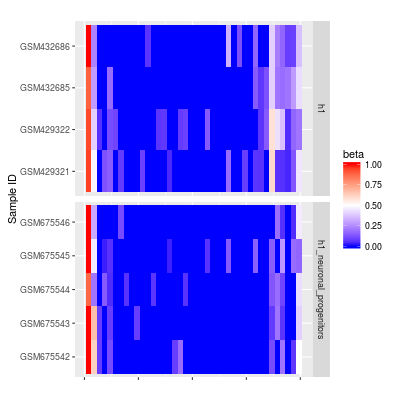 Sample ID
GSM432686
GSM432685
GSM429322
GSM429321
h1
GSM675546
GSM675545
GSM675544
GSM675543
GSM675542
h1_neuronal_progenitors
beta
1.00
0.75
0.50
0.25
0.00